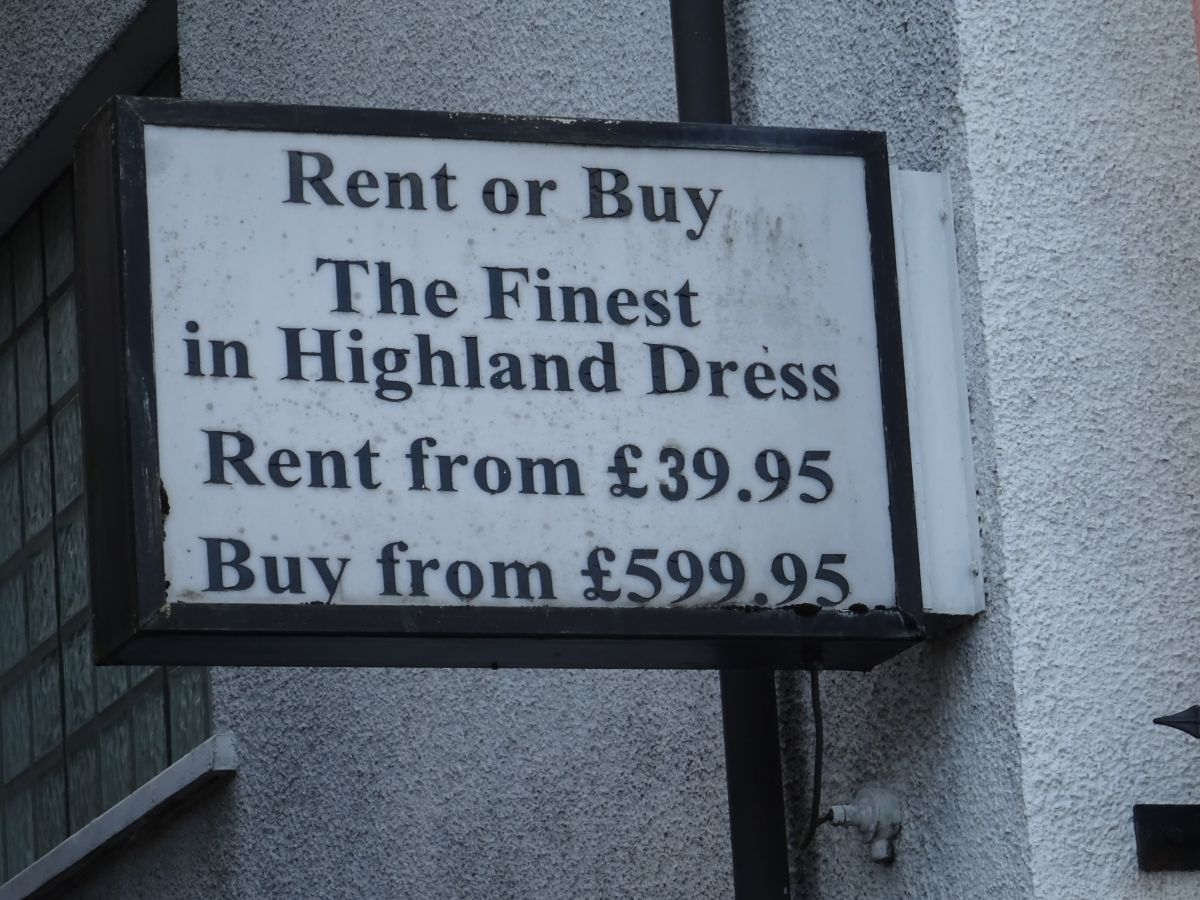 Rent or Buy
The Finest
in Highland Dress
Rent from £39.95
Buy from £599.95